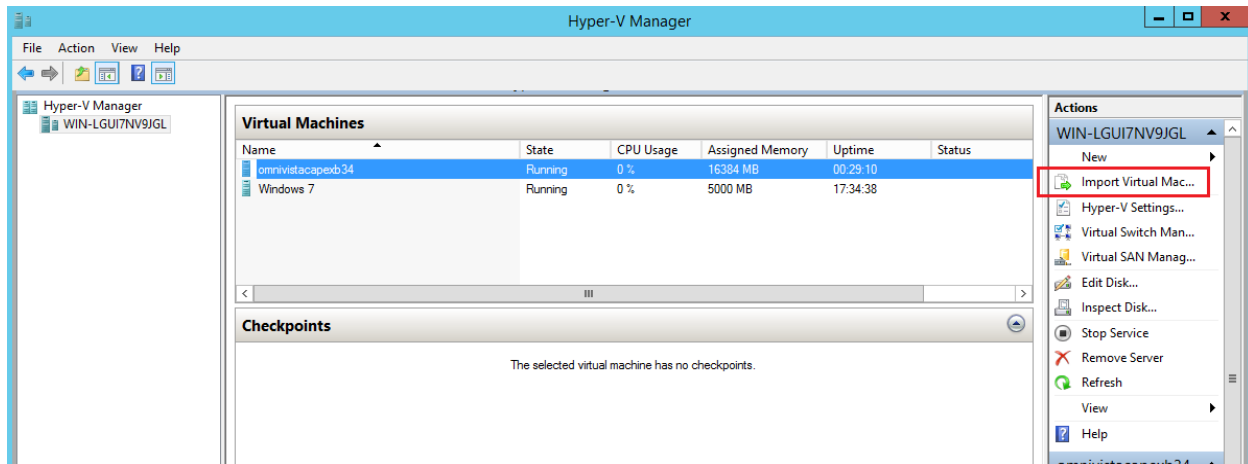 Hyper-V Manager
File Action View Help
Hyper-V Manager
WIN-LGUI7NV9JGL
Virtual Machines
Name State CPU Usage Assigned Memory Uptime Status
omnivistacapexb34 Running 0 % 16384 MB 00:29:10
Windows 7 Running 0 % 5000 MB 17:34:38
Checkpoints
The selected virtual machine has no checkpoints.
Actions
WIN-LGUI7NV9JGL
New
Import Virtual Mac...
Hyper-V Settings...
Virtual Switch Man...
Virtual SAN Manag...
Edit Disk...
Inspect Disk...
Stop Service
Remove Server
Refresh
View
Help